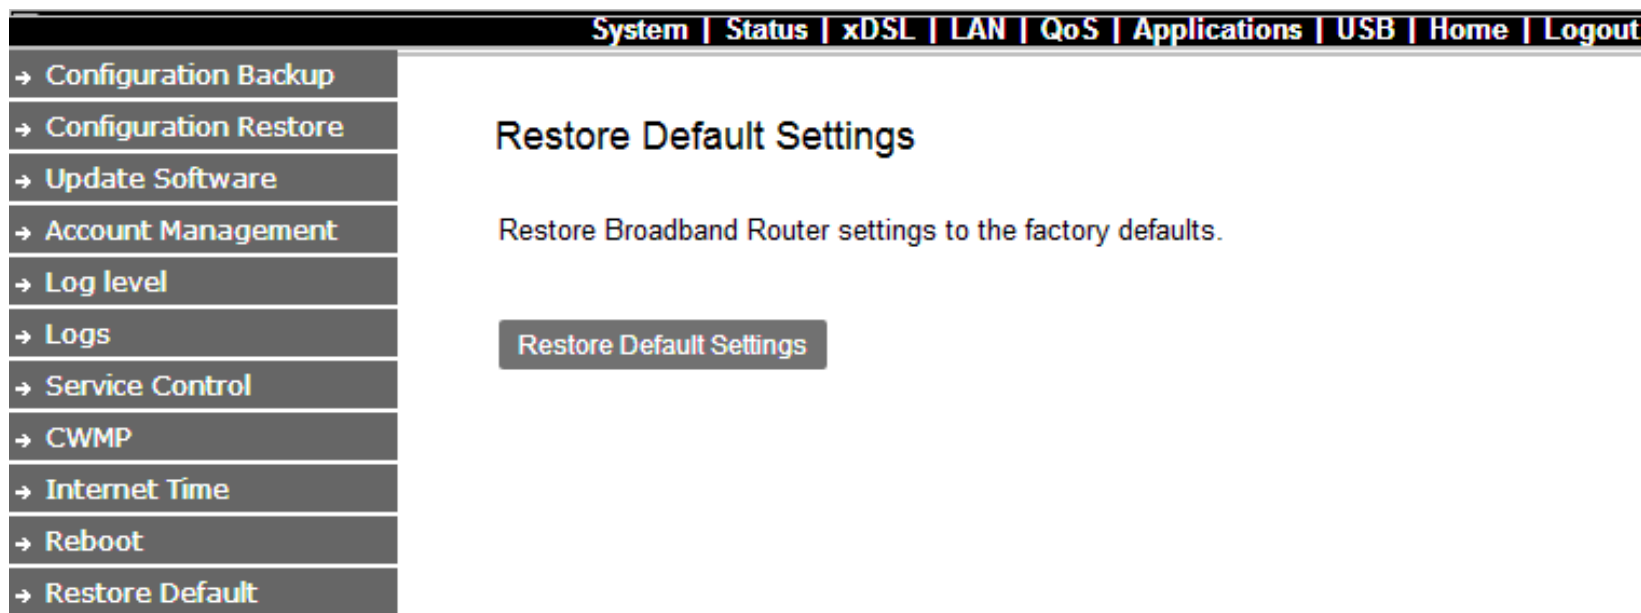 System | Status | xDSL | LAN | QoS | Applications | USB | Home | Logout
Configuration Backup
Configuration Restore
Update Software
Account Management
Log level
Logs
Service Control
CWMP
Internet Time
Reboot
Restore Default
Restore Default Settings
Restore Broadband Router settings to the factory defaults.
Restore Default Settings